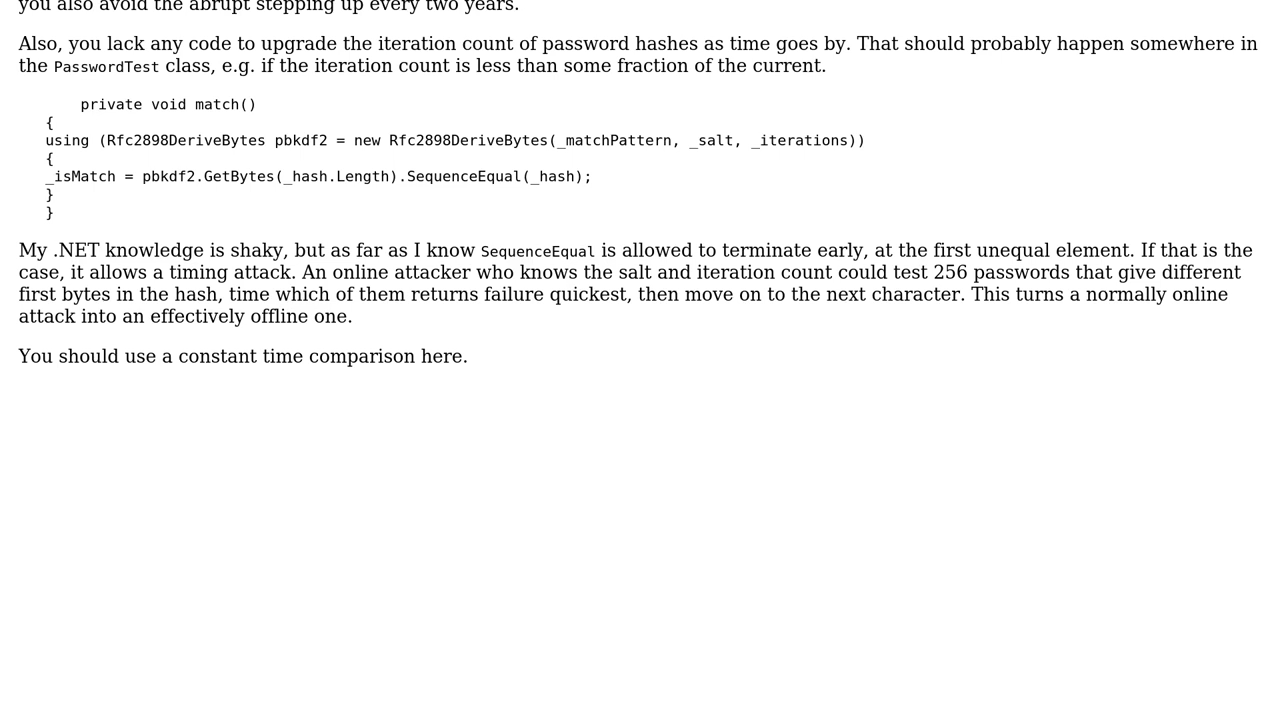 you also avoid the abrupt stepping up every two years.
Also, you lack any code to upgrade the iteration count of password hashes as time goes by. That should probably happen somewhere in
the PasswordTest class, e.g. if the iteration count is less than some fraction of the current.
private void match()
{
using (Rfc2898DeriveBytes pbkdf2 = new Rfc2898DeriveBytes(_matchPattern, _salt, _iterations))
{
_isMatch = pbkdf2.GetBytes(_hash.Length).SequenceEqual(_hash);
}
}
My .NET knowledge is shaky, but as far as I know SequenceEqual is allowed to terminate early, at the first unequal element. If that is the
case, it allows a timing attack. An online attacker who knows the salt and iteration count could test 256 passwords that give different
first bytes in the hash, time which of them returns failure quickest, then move on to the next character. This turns a normally online
attack into an effectively offline one.
You should use a constant time comparison here.